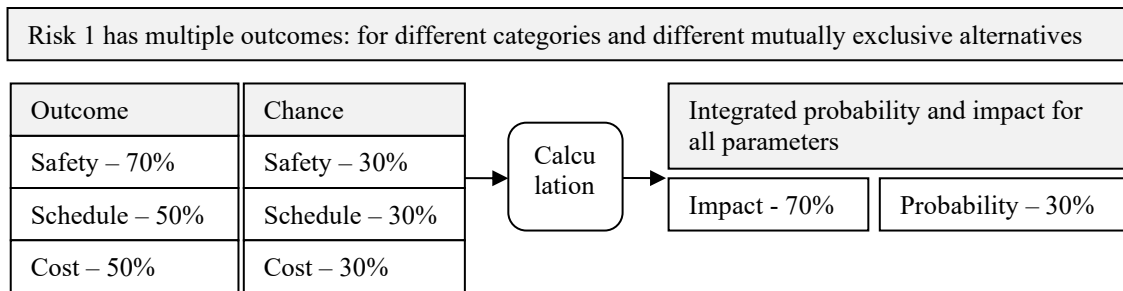 Risk 1 has multiple outcomes: for different categories and different mutually exclusive alternatives
Outcome
Chance
Safety – 70%
Safety – 30%
Schedule – 50%
Schedule – 30%
Cost – 50%
Cost – 30%
Calcu
lation
Integrated probability and impact for
all parameters
Impact - 70%
Probability – 30%